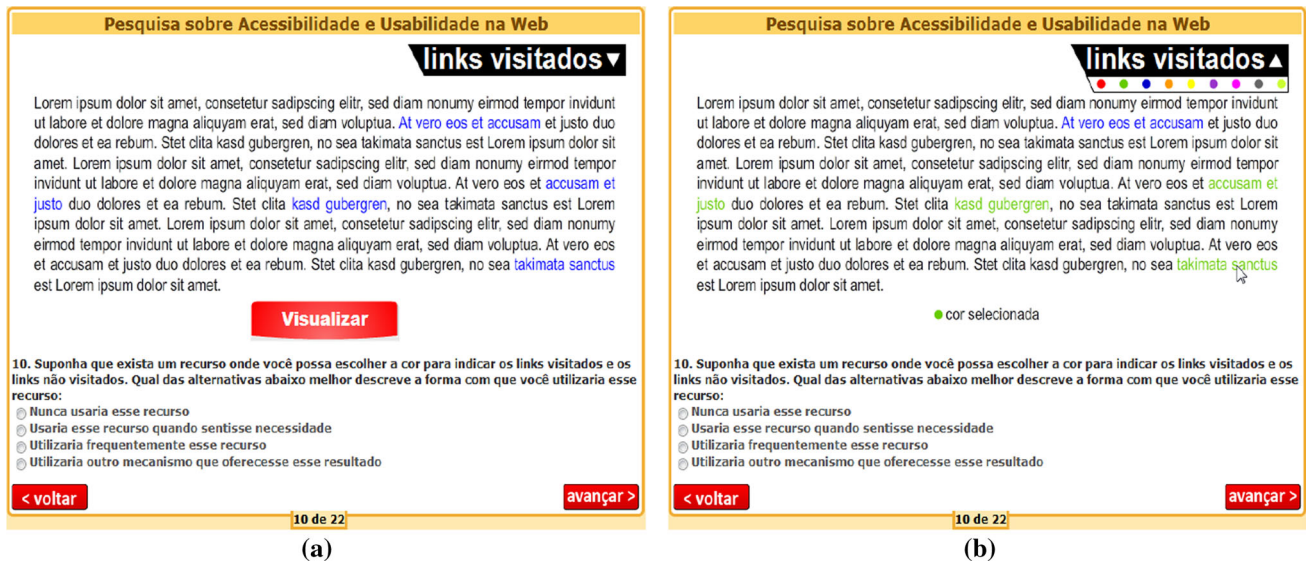 Pesquisa sobre Acessibilidade e Usabilidade na Web
links visitados▼
Lorem ipsum dolor sit amet, consetetur sadipscing elitr, sed diam nonumy eirmod tempor invidunt
ut labore et dolore magna aliquyam erat, sed diam voluptua. At vero eos et accusam et justo duo
dolores et ea rebum. Stet clita kasd gubergren, no sea takimata sanctus est Lorem ipsum dolor sit
amet. Lorem ipsum dolor sit amet, consetetur sadipscing elitr, sed diam nonumy eirmod tempor
invidunt ut labore et dolore magna aliquyam erat, sed diam voluptua. At vero eos et accusam et
justo duo dolores et ea rebum. Stet clita kasd gubergren, no sea takimata sanctus est Lorem
ipsum dolor sit amet. Lorem ipsum dolor sit amet, consetetur sadipscing elitr, sed diam nonumy
eirmod tempor invidunt ut labore et dolore magna aliquyam erat, sed diam voluptua. At vero eos
et accusam et justo duo dolores et ea rebum. Stet clita kasd gubergren, no sea takimata sanctus
est Lorem ipsum dolor sit amet.
Visualizar
10. Suponha que exista um recurso onde você possa escolher a cor para indicar os links visitados e os
links não visitados. Qual das alternativas abaixo melhor descreve a forma com que você utilizaria esse
recurso:
Nunca usaria esse recurso
Usaria esse recurso quando sentisse necessidade
Utilizaria frequentemente esse recurso
Utilizaria outro mecanismo que oferecesse esse resultado
< voltar
avançar >
10 de 22
(a)
Pesquisa sobre Acessibilidade e Usabilidade na Web
links visitados▲
Lorem ipsum dolor sit amet, consetetur sadipscing elitr, sed diam nonumy eirmod tempor invidunt
ut labore et dolore magna aliquyam erat, sed diam voluptua. At vero eos et accusam et justo duo
dolores et ea rebum. Stet clita kasd gubergren, no sea takimata sanctus est Lorem ipsum dolor sit
amet. Lorem ipsum dolor sit amet, consetetur sadipscing elitr, sed diam nonumy eirmod tempor
invidunt ut labore et dolore magna aliquyam erat, sed diam voluptua. At vero eos et accusam et
justo duo dolores et ea rebum. Stet clita kasd gubergren, no sea takimata sanctus est Lorem
ipsum dolor sit amet. Lorem ipsum dolor sit amet, consetetur sadipscing elitr, sed diam nonumy
eirmod tempor invidunt ut labore et dolore magna aliquyam erat, sed diam voluptua. At vero eos
et accusam et justo duo dolores et ea rebum. Stet clita kasd gubergren, no sea takimata sanctus
est Lorem ipsum dolor sit amet.
cor selecionada
10. Suponha que exista um recurso onde você possa escolher a cor para indicar os links visitados e os
links não visitados. Qual das alternativas abaixo melhor descreve a forma com que você utilizaria esse
recurso:
Nunca usaria esse recurso
Usaria esse recurso quando sentisse necessidade
Utilizaria frequentemente esse recurso
Utilizaria outro mecanismo que oferecesse esse resultado
< voltar
avançar >
10 de 22
(b)